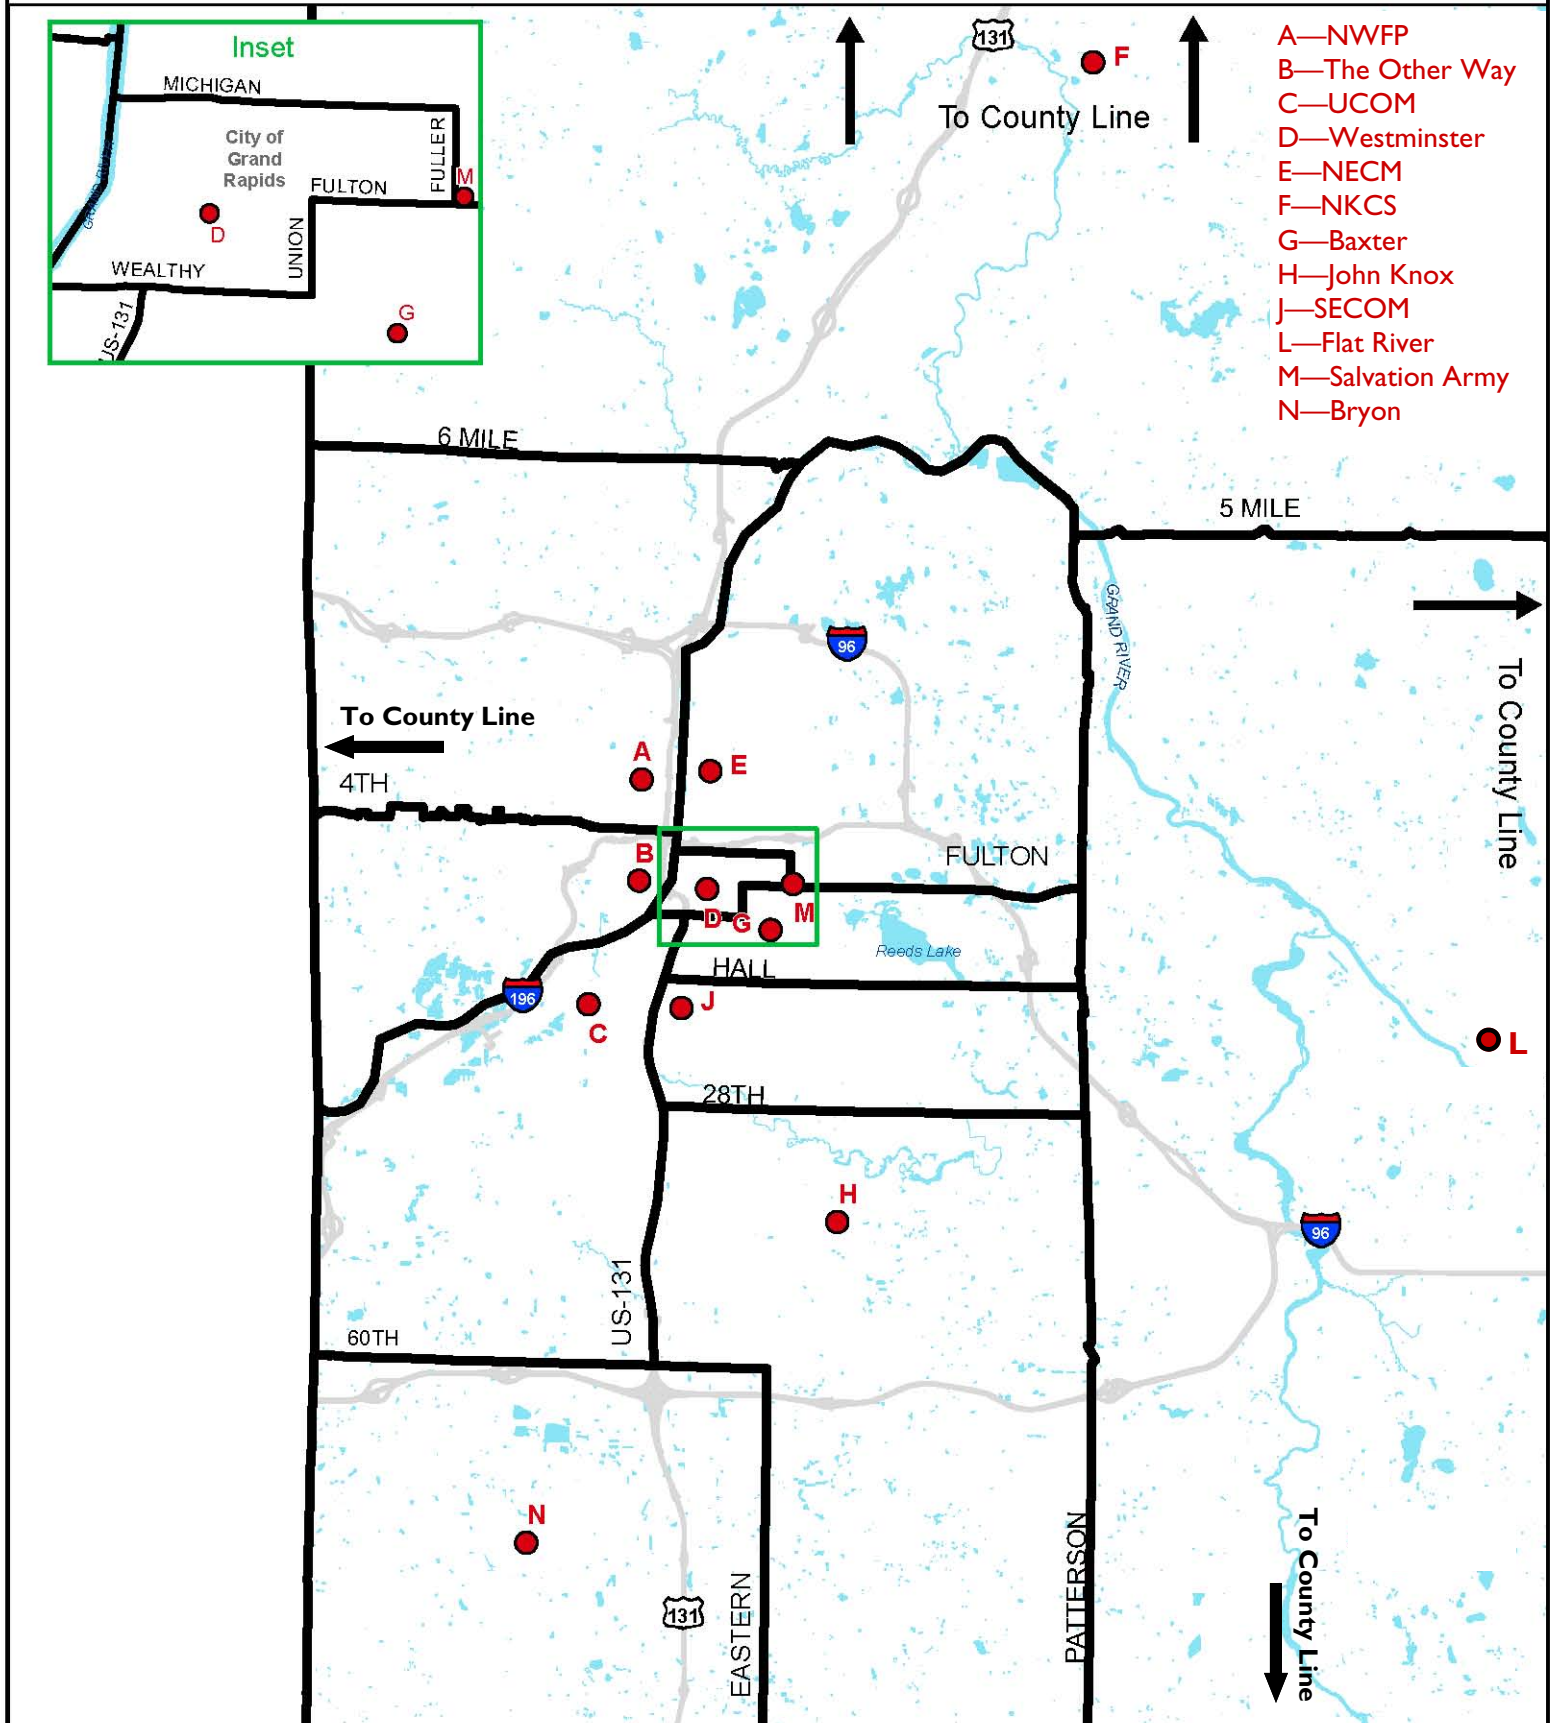 Inset
MICHIGAN
City of
Grand
Rapids
FULLER
M
FULTON
GRAND RIVER
D
UNION
WEALTHY
US-131
G
131
F
To County Line
A—NWFP
B—The Other Way
C—UCOM
D—Westminster
E—NECM
F—NKCS
G—Baxter
H—John Knox
J—SECOM
L—Flat River
M—Salvation Army
N—Bryon
6 MILE
5 MILE
GRAND RIVER
96
To County Line
To County Line
A
E
4TH
B
FULTON
D
G
M
Reeds Lake
HALL
196
C
J
L
28TH
H
96
US-131
60TH
N
131
EASTERN
PATTERSON
To County Line